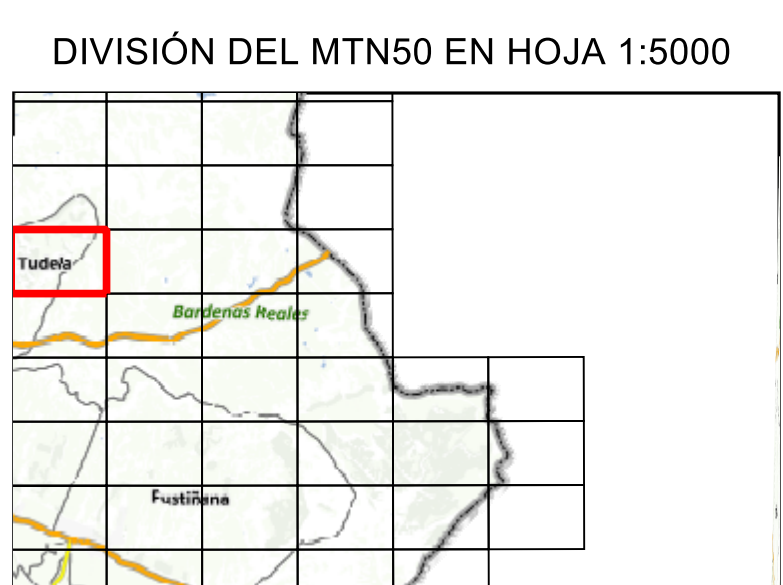 DIVISIÓN DEL MTN50 EN HOJA 1:5000
Tudela
Bardenas Reales
Fustiñana